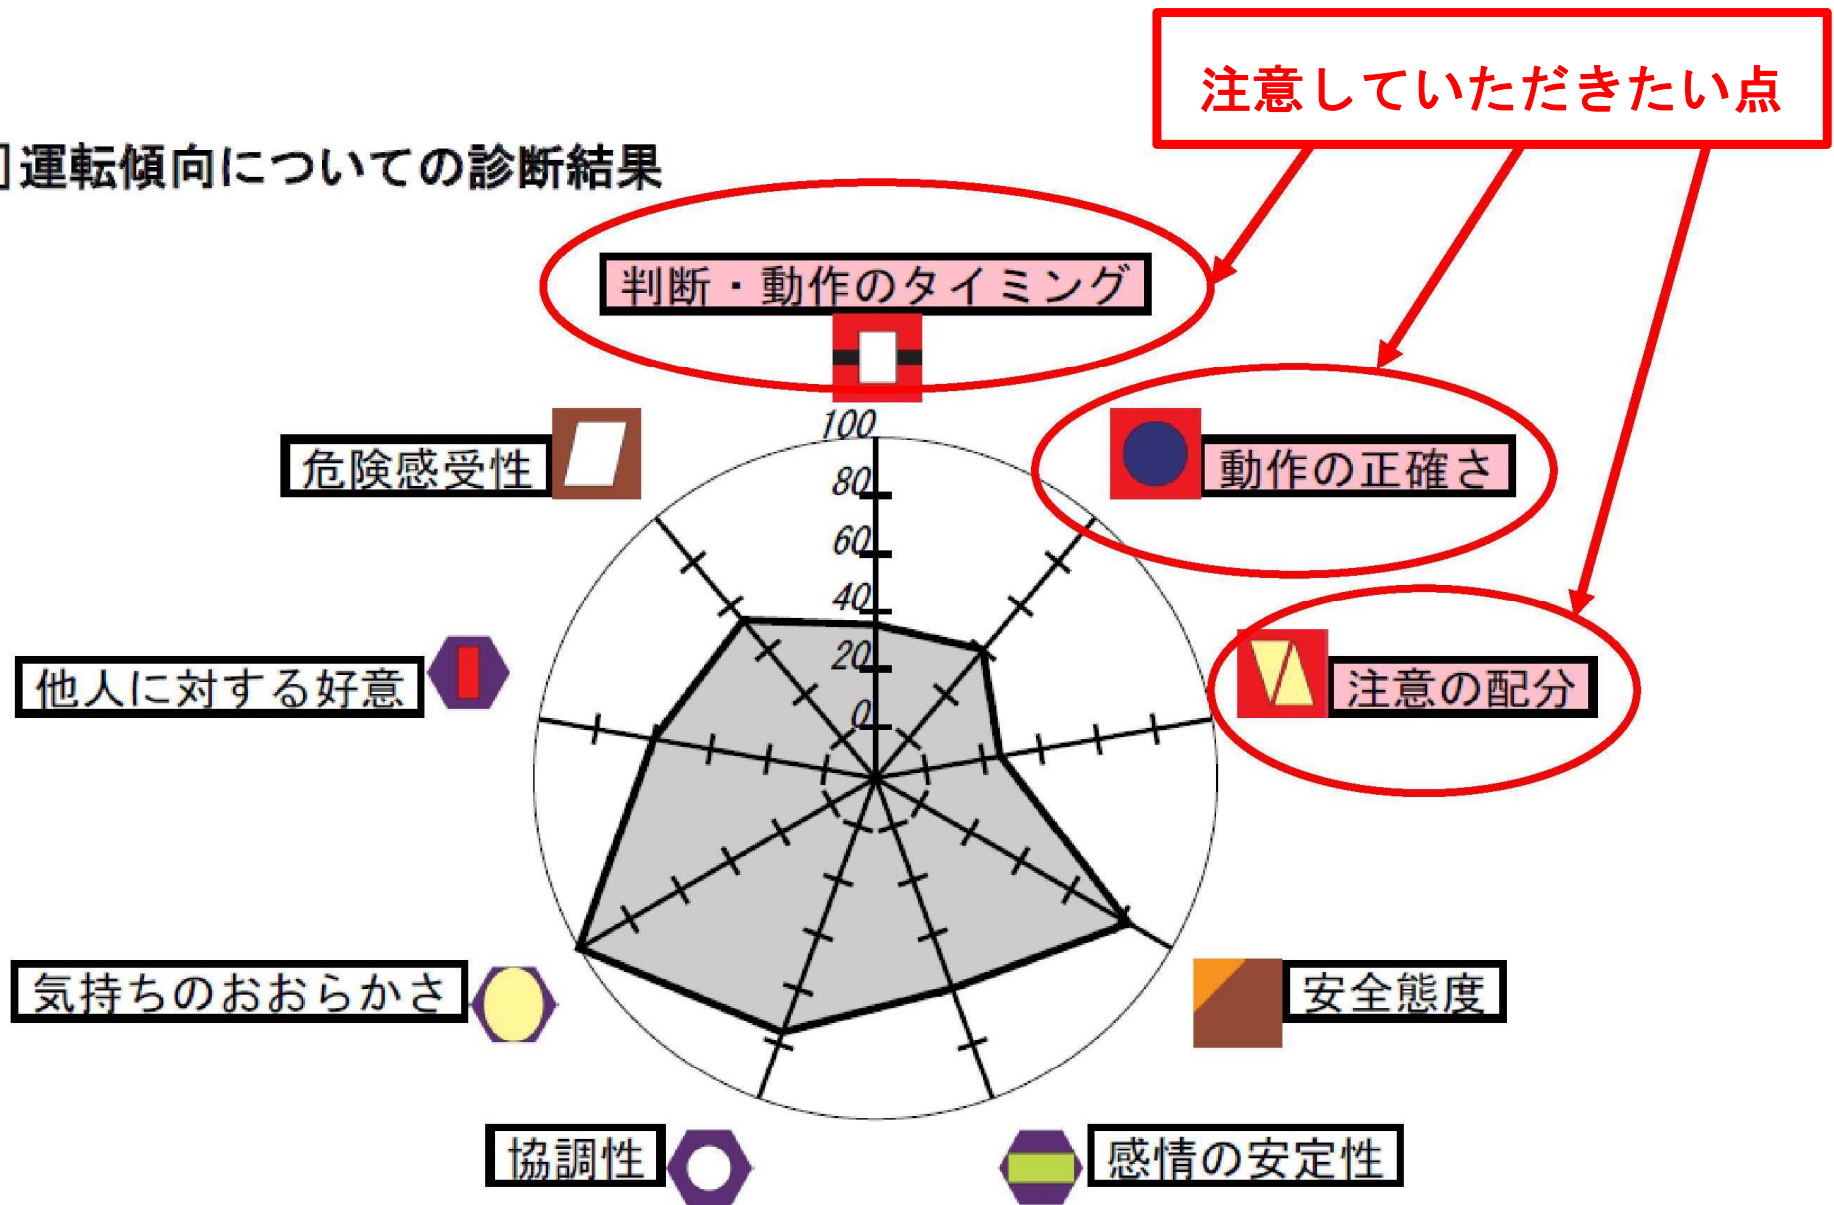 注意していただきたい点
]運転傾向についての診断結果
判断・動作のタイミング
危険感受性
動作の正確さ
100
80
60
40
20
0
他人に対する好意
注意の配分
気持ちのおおらかさ
安全態度
協調性
感情の安定性